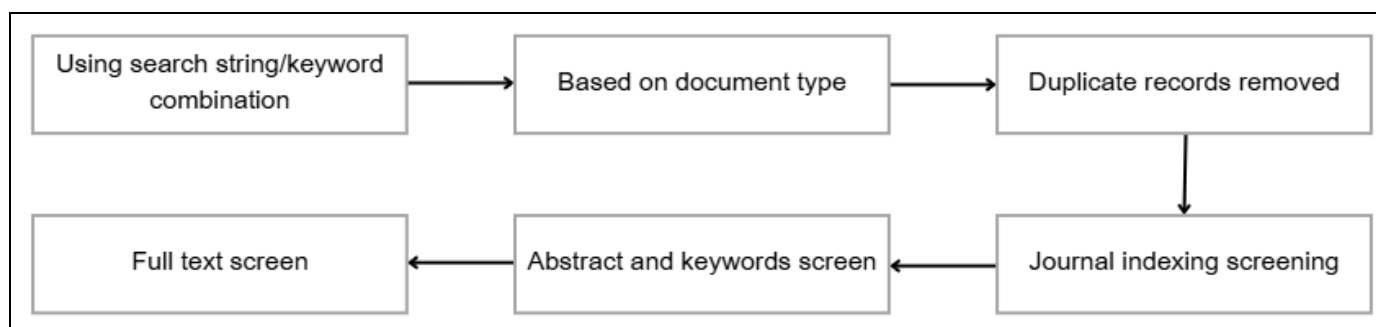 Using search string/keyword
combination
Based on document type
Duplicate records removed
Journal indexing screening
Abstract and keywords screen
Full text screen